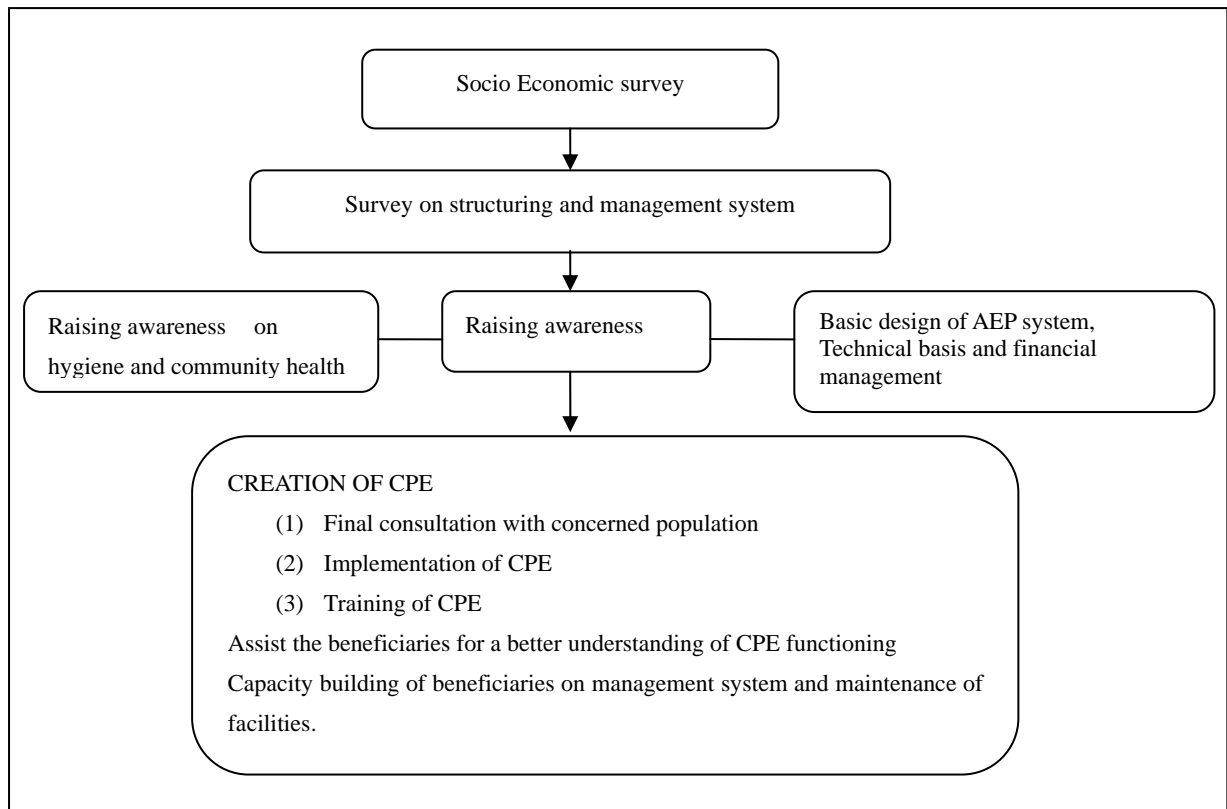 Socio Economic survey
Survey on structuring and management system
Raising awareness on
hygiene and community health
Raising awareness
Basic design of AEP system,
Technical basis and financial
management
CREATION OF CPE
(1) Final consultation with concerned population
(2) Implementation of CPE
(3) Training of CPE
Assist the beneficiaries for a better understanding of CPE functioning
Capacity building of beneficiaries on management system and maintenance of
facilities.